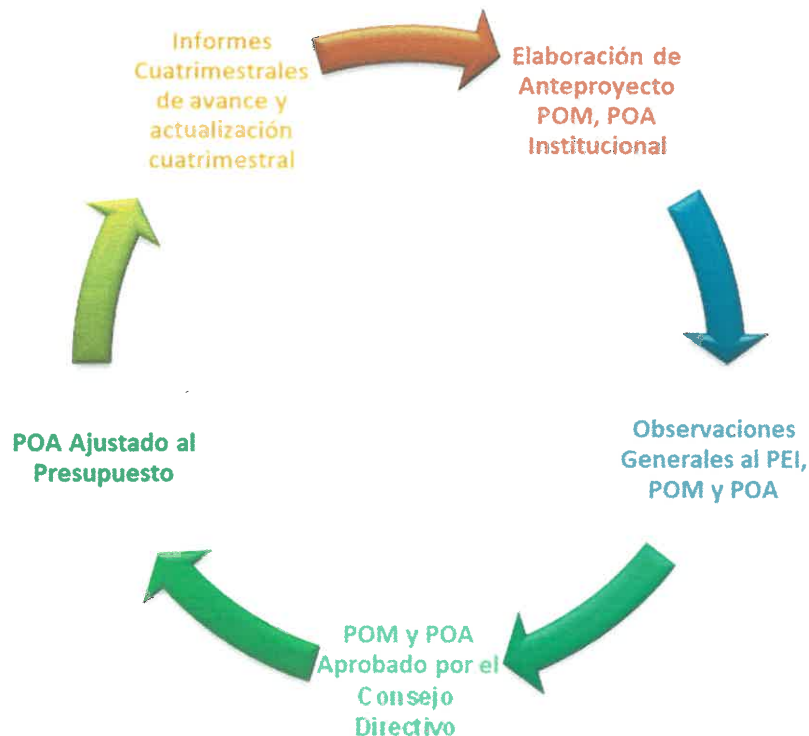 Informes
Cuatrimestrales
de avance y
actualización
cuatrimestral
Elaboración de
Anteproyecto
POM, POA
Institucional
Observaciones
Generales al PEI,
POM y POA
POM y POA
Aprobado por el
Consejo
Directivo
POA Ajustado al
Presupuesto